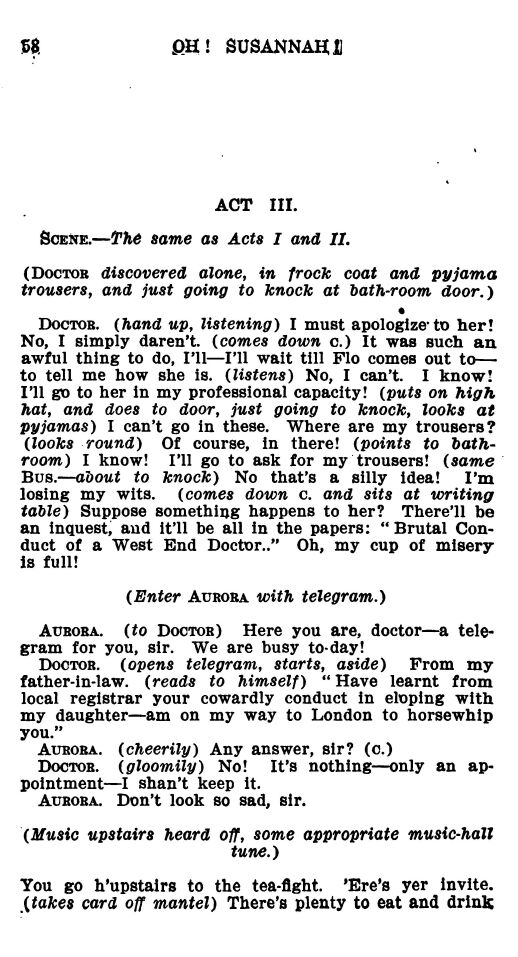 58 OH! SUSANNAH!
ACT III.
SCENE.—The same as Acts I and II.
(DOCTOR discovered alone, in frock coat and pyjama
trousers, and just going to knock at bath-room door.)
DOCTOR. (hand up, listening) I must apologize to her!
No, I simply daren't. (comes down C.) It was such an
awful thing to do, I'll—I'll wait till Flo comes out to—
to tell me how she is. (listens) No, I can't. I know!
I'll go to her in my professional capacity! (puts on high
hat, and does to door, just going to knock, looks at
pyjamas) I can't go in these. Where are my trousers?
(looks round) Of course, in there! (points to bath-
room) I know! I'll go to ask for my trousers! (same
BUS.—about to knock) No that's a silly idea! I'm
losing my wits. (comes down C. and sits at writing
table) Suppose something happens to her? There'll be
an inquest, and it'll be all in the papers: "Brutal Con-
duct of a West End Doctor.." Oh, my cup of misery
is full!
(Enter AURORA with telegram.)
AURORA. (to DOCTOR) Here you are, doctor—a tele-
gram for you, sir. We are busy to-day!
DOCTOR. (opens telegram, starts, aside) From my
father-in-law. (reads to himself) "Have learnt from
local registrar your cowardly conduct in eloping with
my daughter—am on my way to London to horsewhip
you."
AURORA. (cheerily) Any answer, sir? (C.)
DOCTOR. (gloomily) No! It's nothing—only an ap-
pointment—I shan't keep it.
AURORA. Don't look so sad, sir.
(Music upstairs heard off, some appropriate music-hall
tune.)
You go h'upstairs to the tea-fight. 'Ere's yer invite.
(takes card off mantel) There's plenty to eat and drink